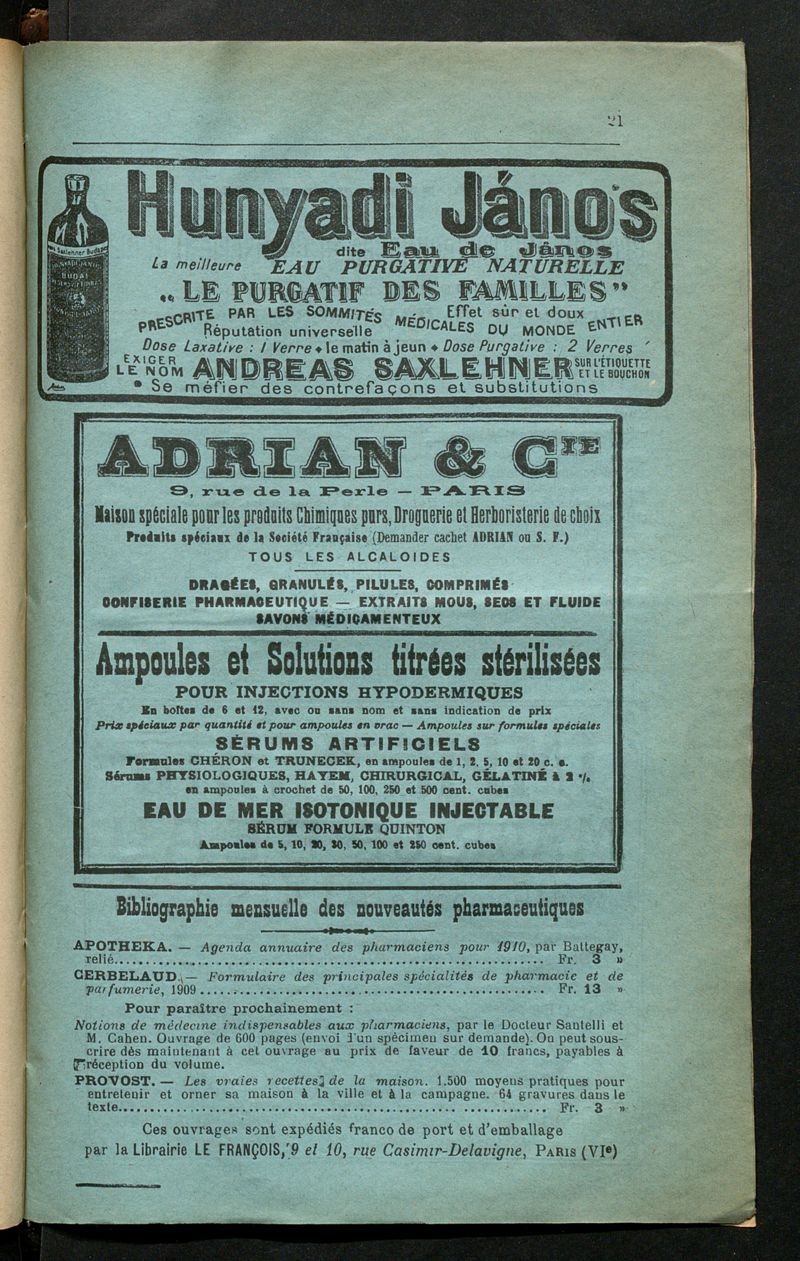 21
Hunyadi János
dite Eau de János
La meilleure EAU PURGATIVE NATURELLE
„LE PURGATIF DES FAMILLES”
PRESCRITE PAR LES SOMMITÉS MÉDICALES DU MONDE ENTIER
Effet sûr et doux
Réputation universelle
Dose Laxative : 1 Verre ♦ le matin à jeun ♦ Dose Purgative : 2 Verres
EXIGER
LE NOM ANDREAS SAXLEHNER SUR L'ÉTIQUETTE
ET LE BOUCHON
Se méfier des contrefaçons et substitutions
ADRIAN & CIE
9, rue de la Perle — PARIS
Maison spéciale pour les produits Chimiques purs, Droguerie et Herboristerie de choix
Produits spéciaux de la Société Française (Demander cachet ADRIAN ou S. F.)
TOUS LES ALCALOIDES
DRAGÉES, GRANULÉS, PILULES, COMPRIMÉS
CONFISERIE PHARMACEUTIQUE — EXTRAITS MOUS, SECS ET FLUIDE
SAVONS MÉDICAMENTEUX
Ampoules et Solutions titrées stérilisées
POUR INJECTIONS HYPODERMIQUES
En boîtes de 6 et 12, avec ou sans nom et sans indication de prix
Prix spéciaux par quantité et pour ampoules en vrac — Ampoules sur formules spéciales
SÉRUMS ARTIFICIELS
Formules CHÉRON et TRUNECEK, en ampoules de 1, 2, 5, 10 et 20 c. c.
Sérums PHYSIOLOGIQUES, HAYEM, CHIRURGICAL, GÉLATINÉ à 2 %
en ampoules à crochet de 50, 100, 250 et 500 cent. cubes
EAU DE MER ISOTONIQUE INJECTABLE
SÉRUM FORMULE QUINTON
Ampoules de 5, 10, 20, 30, 50, 100 et 250 cent. cubes
Bibliographie mensuelle des nouveautés pharmaceutiques
APOTHEKA. — Agenda annuaire des pharmaciens pour 1910, par Battegay,
relié........ Fr. 3 »
CERBELAUD. — Formulaire des principales spécialités de pharmacie et de
parfumerie, 1909........ Fr. 13 »
Pour paraître prochainement :
Notions de médecine indispensables aux pharmaciens, par le Docteur Santelli et
M. Cahen. Ouvrage de 600 pages (envoi d'un spécimen sur demande). On peut sous-
crire dès maintenant à cet ouvrage au prix de faveur de 10 francs, payables à
réception du volume.
PROVOST. — Les vraies recettes de la maison. 1.500 moyens pratiques pour
entretenir et orner sa maison à la ville et à la campagne. 64 gravures dans le
texte........ Fr. 3 »
Ces ouvrages sont expédiés franco de port et d'emballage
par la Librairie LE FRANÇOIS, 9 et 10, rue Casimir-Delavigne, PARIS (VIe)